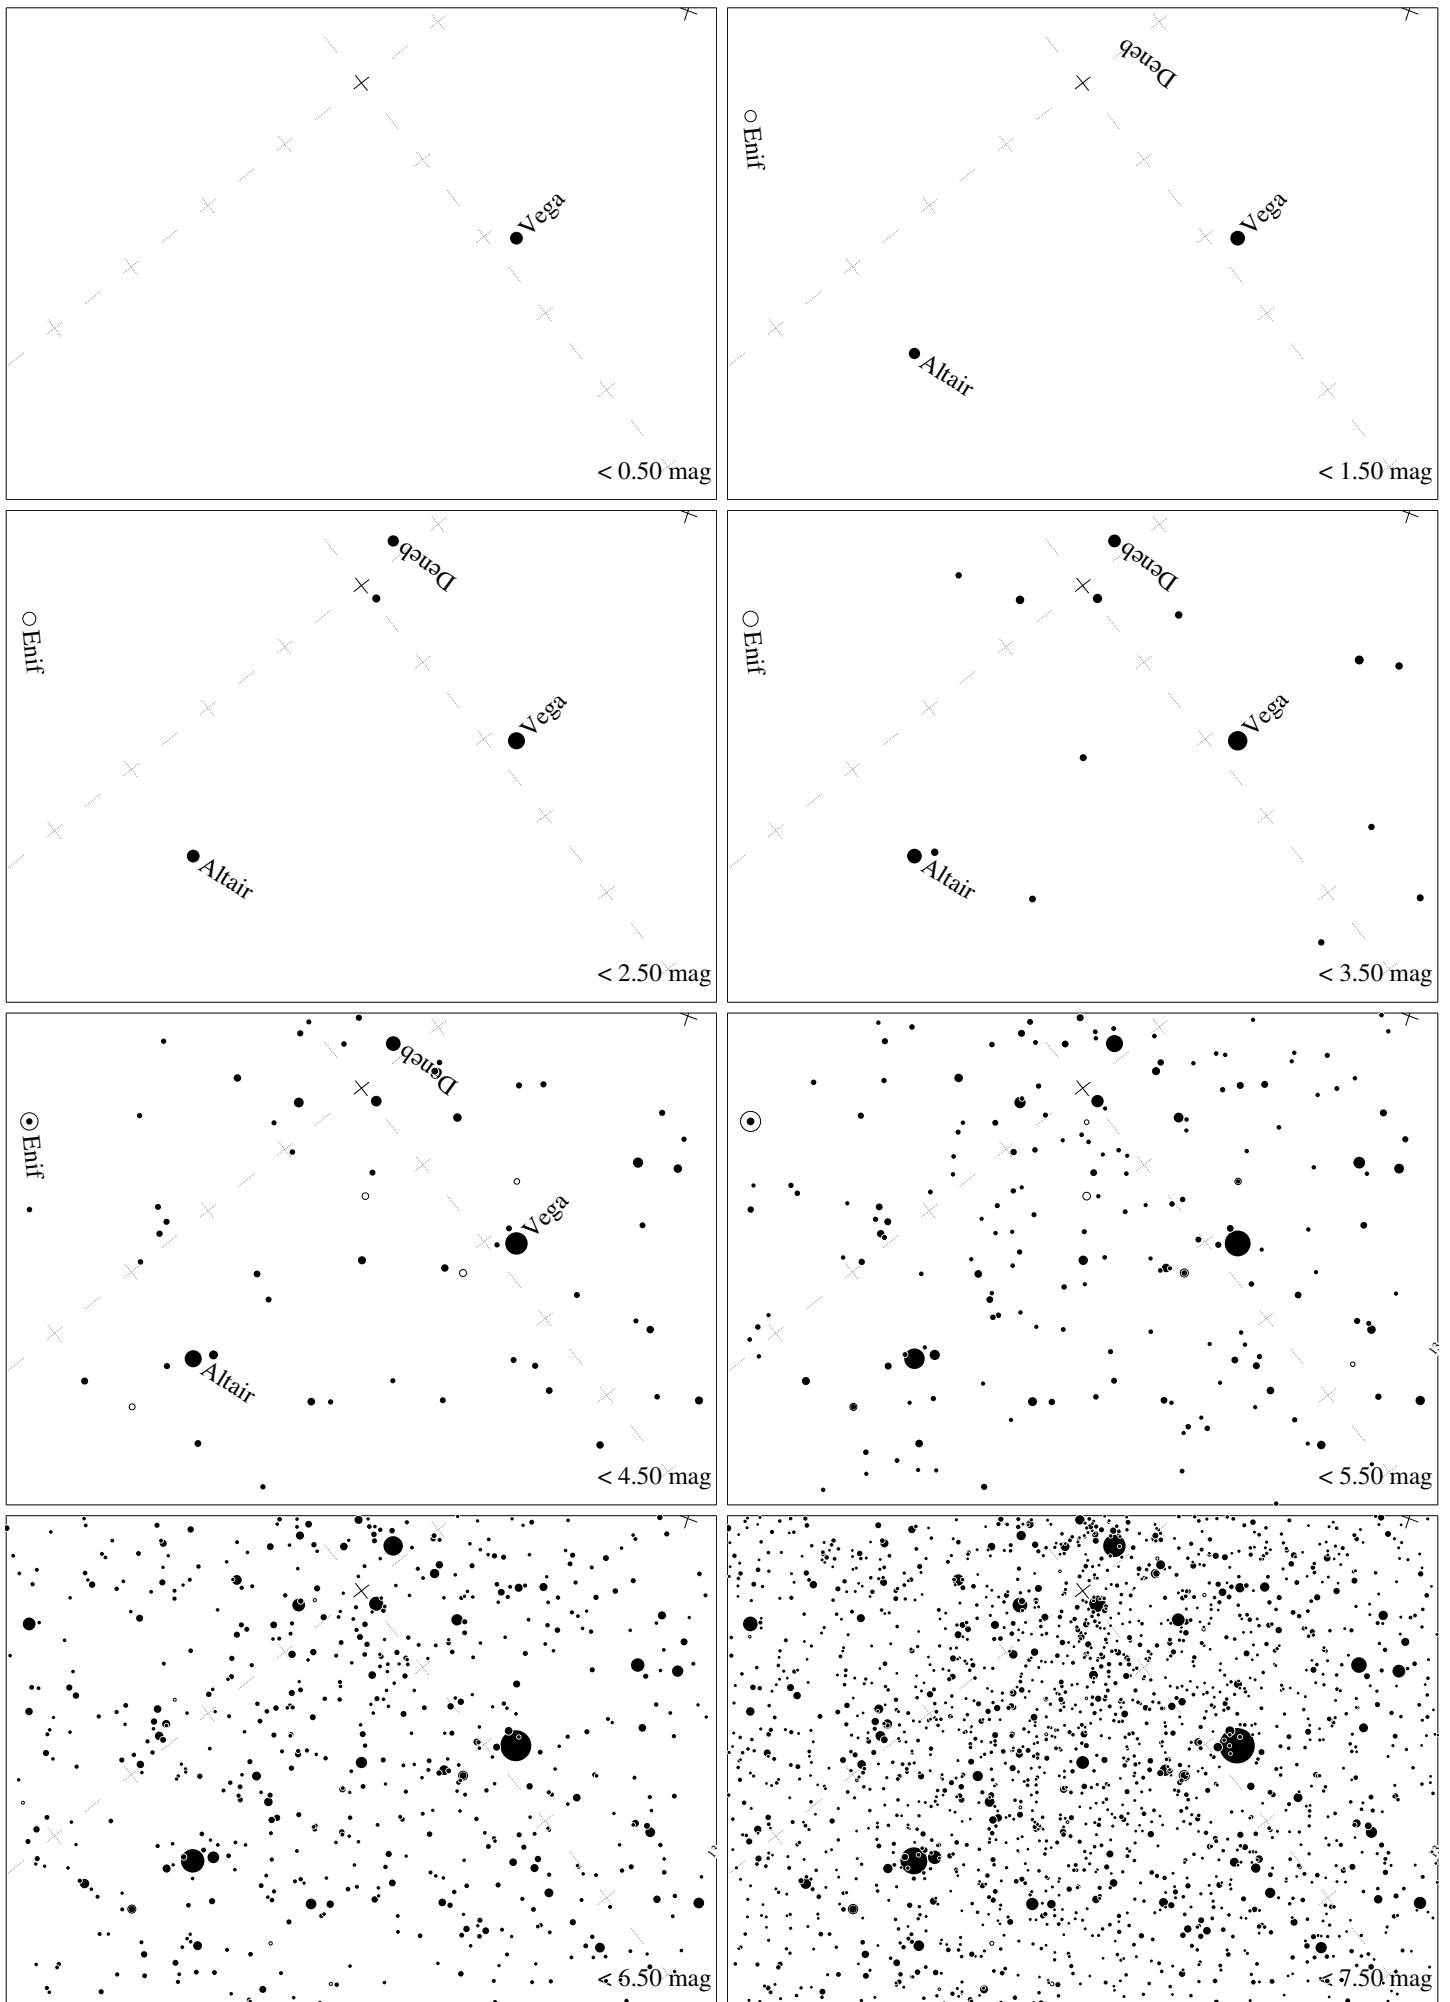 Vega
< 0.50 mag
Deneb
Enif
Vega
Altair
< 1.50 mag
Deneb
Enif
Vega
Altair
< 2.50 mag
Deneb
Enif
Vega
Altair
< 3.50 mag
Deneb
Enif
Vega
Altair
< 4.50 mag
< 5.50 mag
< 6.50 mag
< 7.50 mag